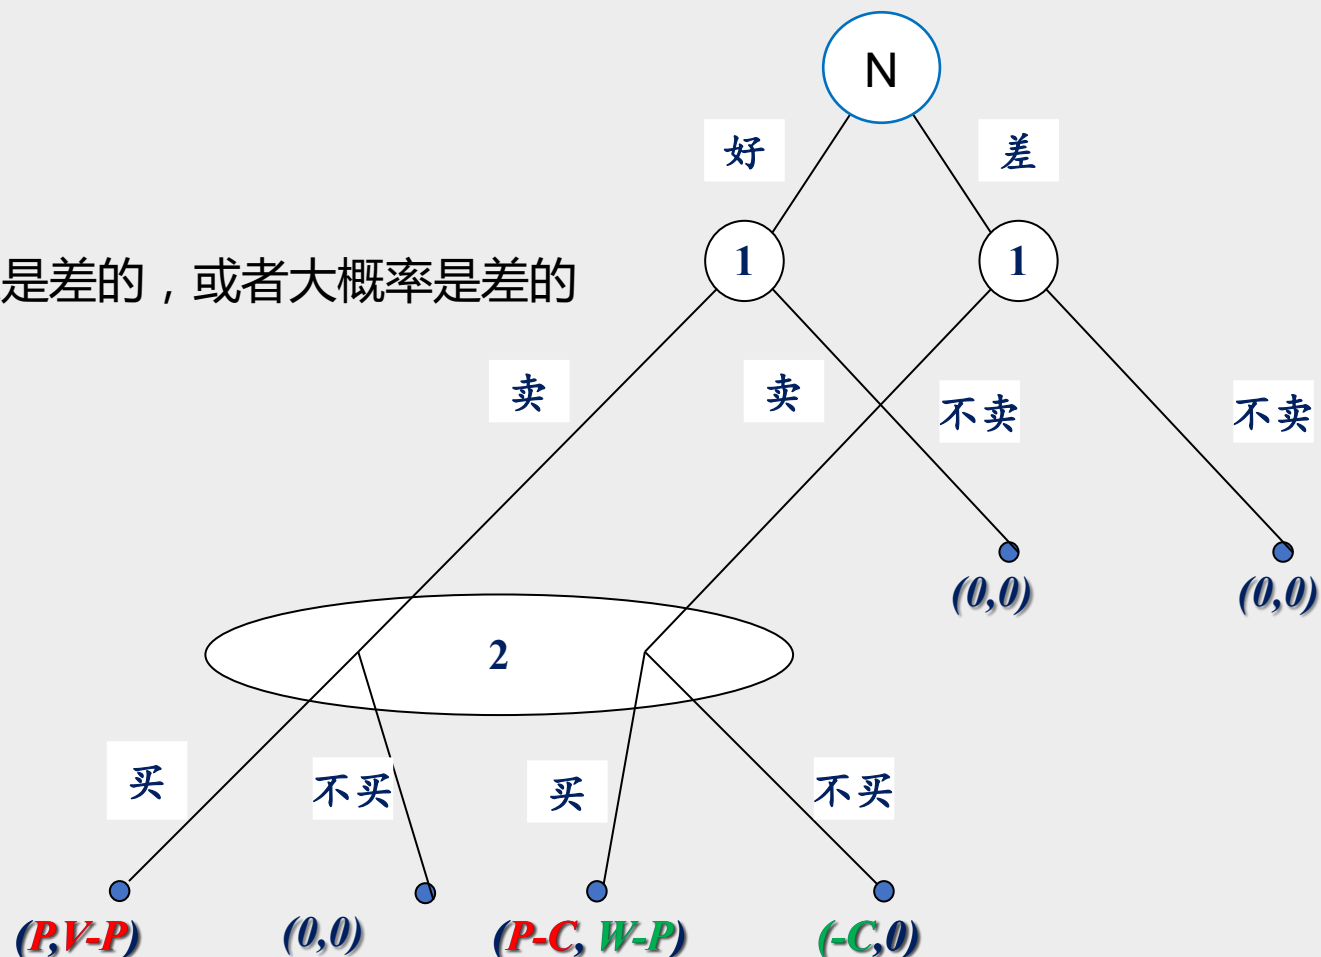 N
好
差
1
1
是差的，或者大概率是差的
卖
卖
不卖
不卖
(0,0)
(0,0)
2
买
不买
买
不买
(P,V-P)
(0,0)
(P-C, W-P)
(-C,0)